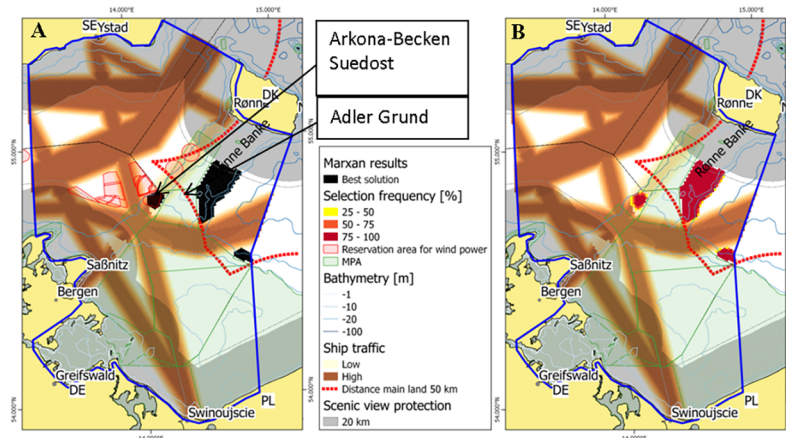 14.000°E
15.000°E
14.000°E
15.000°E
A
SEYstad
Arkona-Becken
Suedost
Adler Grund
B
SEYstad
DK
Rønne
DK
Rønne
55.000°N
Rønne Banke
55.000°N
Rønne Banke
Marxan results
Best solution
Selection frequency [%]
25 - 50
50 - 75
75 - 100
Reservation area for wind power
MPA
Bathymetry [m]
-1
-10
-20
-100
Ship traffic
Low
High
Distance main land 50 km
Scenic view protection
20 km
Saßnitz
Bergen
Greifswald
DE
Swinoujscie
PL
54.000°N
Saßnitz
Bergen
Greifswald
DE
Swinoujscie
PL
54.000°N